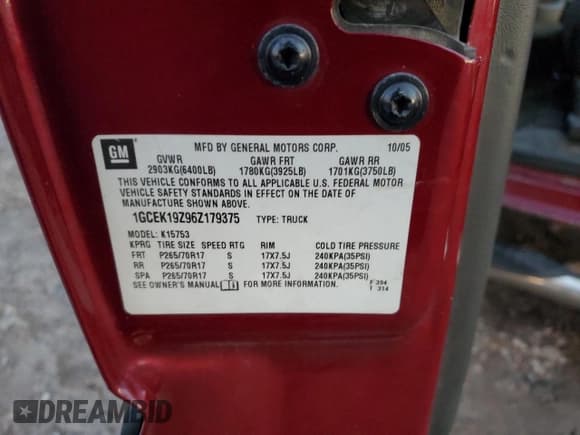 GM
MFD BY GENERAL MOTORS CORP. 10/05
GVWR GAWR FRT GAWR RR
2903KG(6400LB) 1780KG(3925LB) 1701KG(3750LB)
THIS VEHICLE CONFORMS TO ALL APPLICABLE U.S. FEDERAL MOTOR
VEHICLE SAFETY STANDARDS IN EFFECT ON THE DATE OF
MANUFACTURE SHOWN ABOVE.
1GCEK19Z96Z179375 TYPE: TRUCK
MODEL: K15753
KPRG TIRE SIZE SPEED RTG RIM COLD TIRE PRESSURE
FRT P265/70R17 S 17X7.5J 240KPA(35PSI)
RR P265/70R17 S 17X7.5J 240KPA(35PSI)
SPA P265/70R17 S 17X7.5J 240KPA(35PSI)
SEE OWNER'S MANUAL FOR MORE INFORMATION.
F 394
T 314
DREAMBID